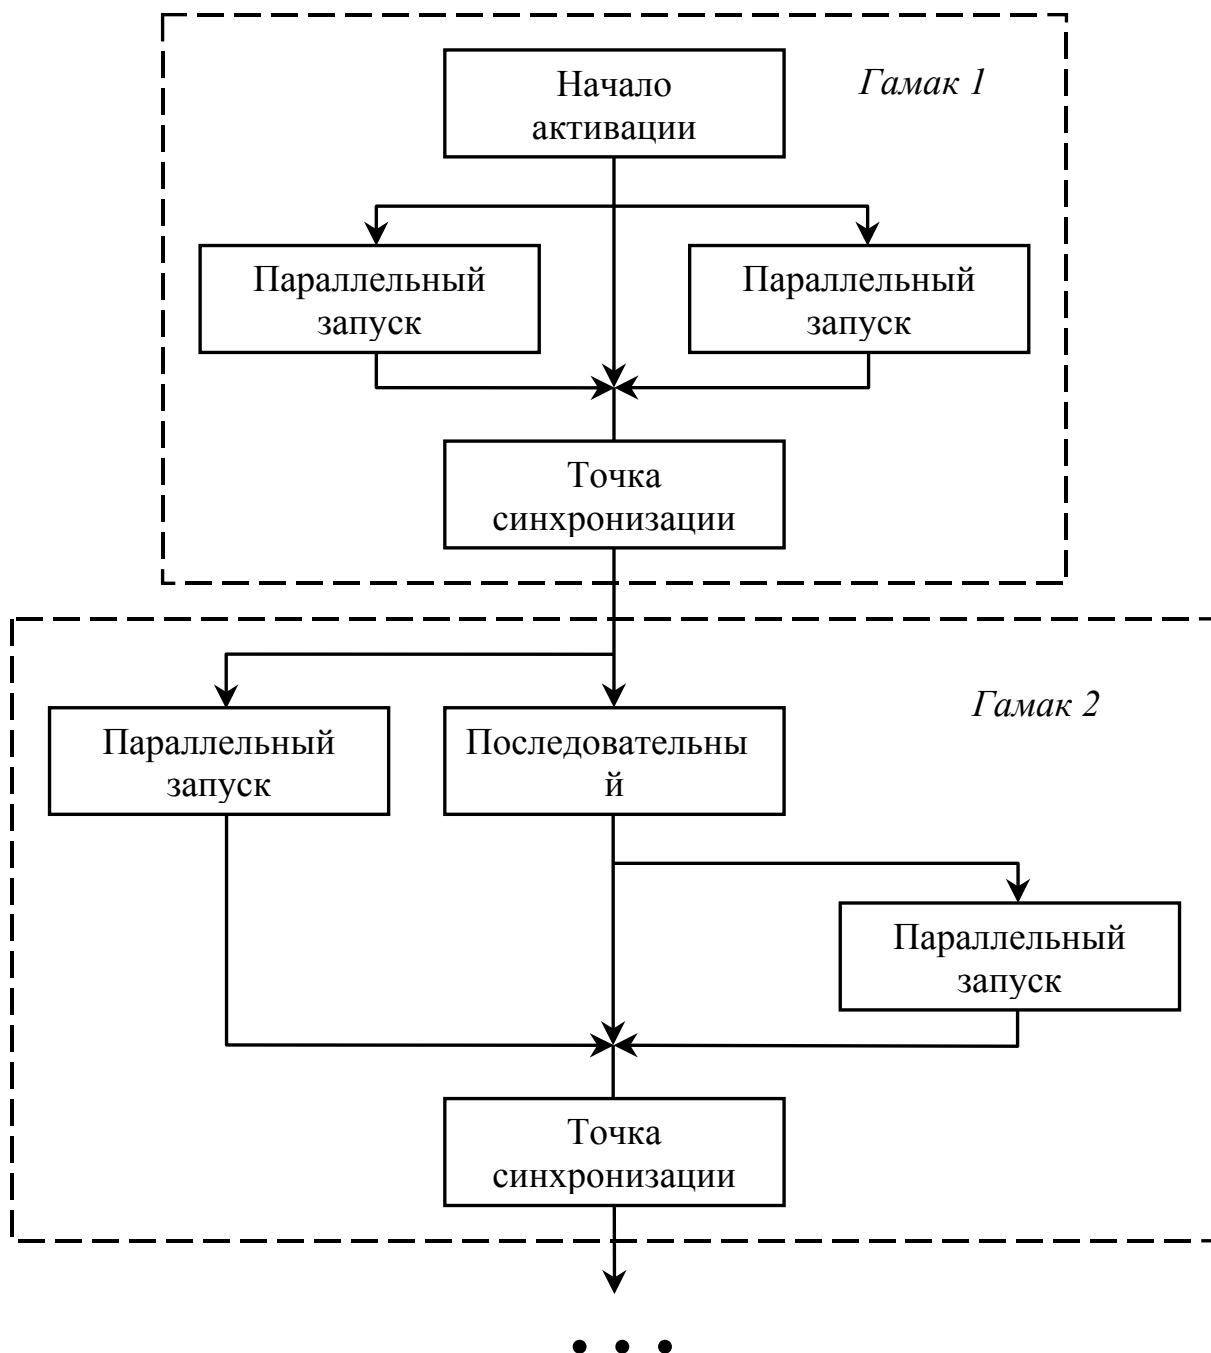 Начало
активации
Гамак 1
Параллельный
запуск
Параллельный
запуск
Точка
синхронизации
Гамак 2
Параллельный
запуск
Последовательны
й
Параллельный
запуск
Точка
синхронизации
• • •